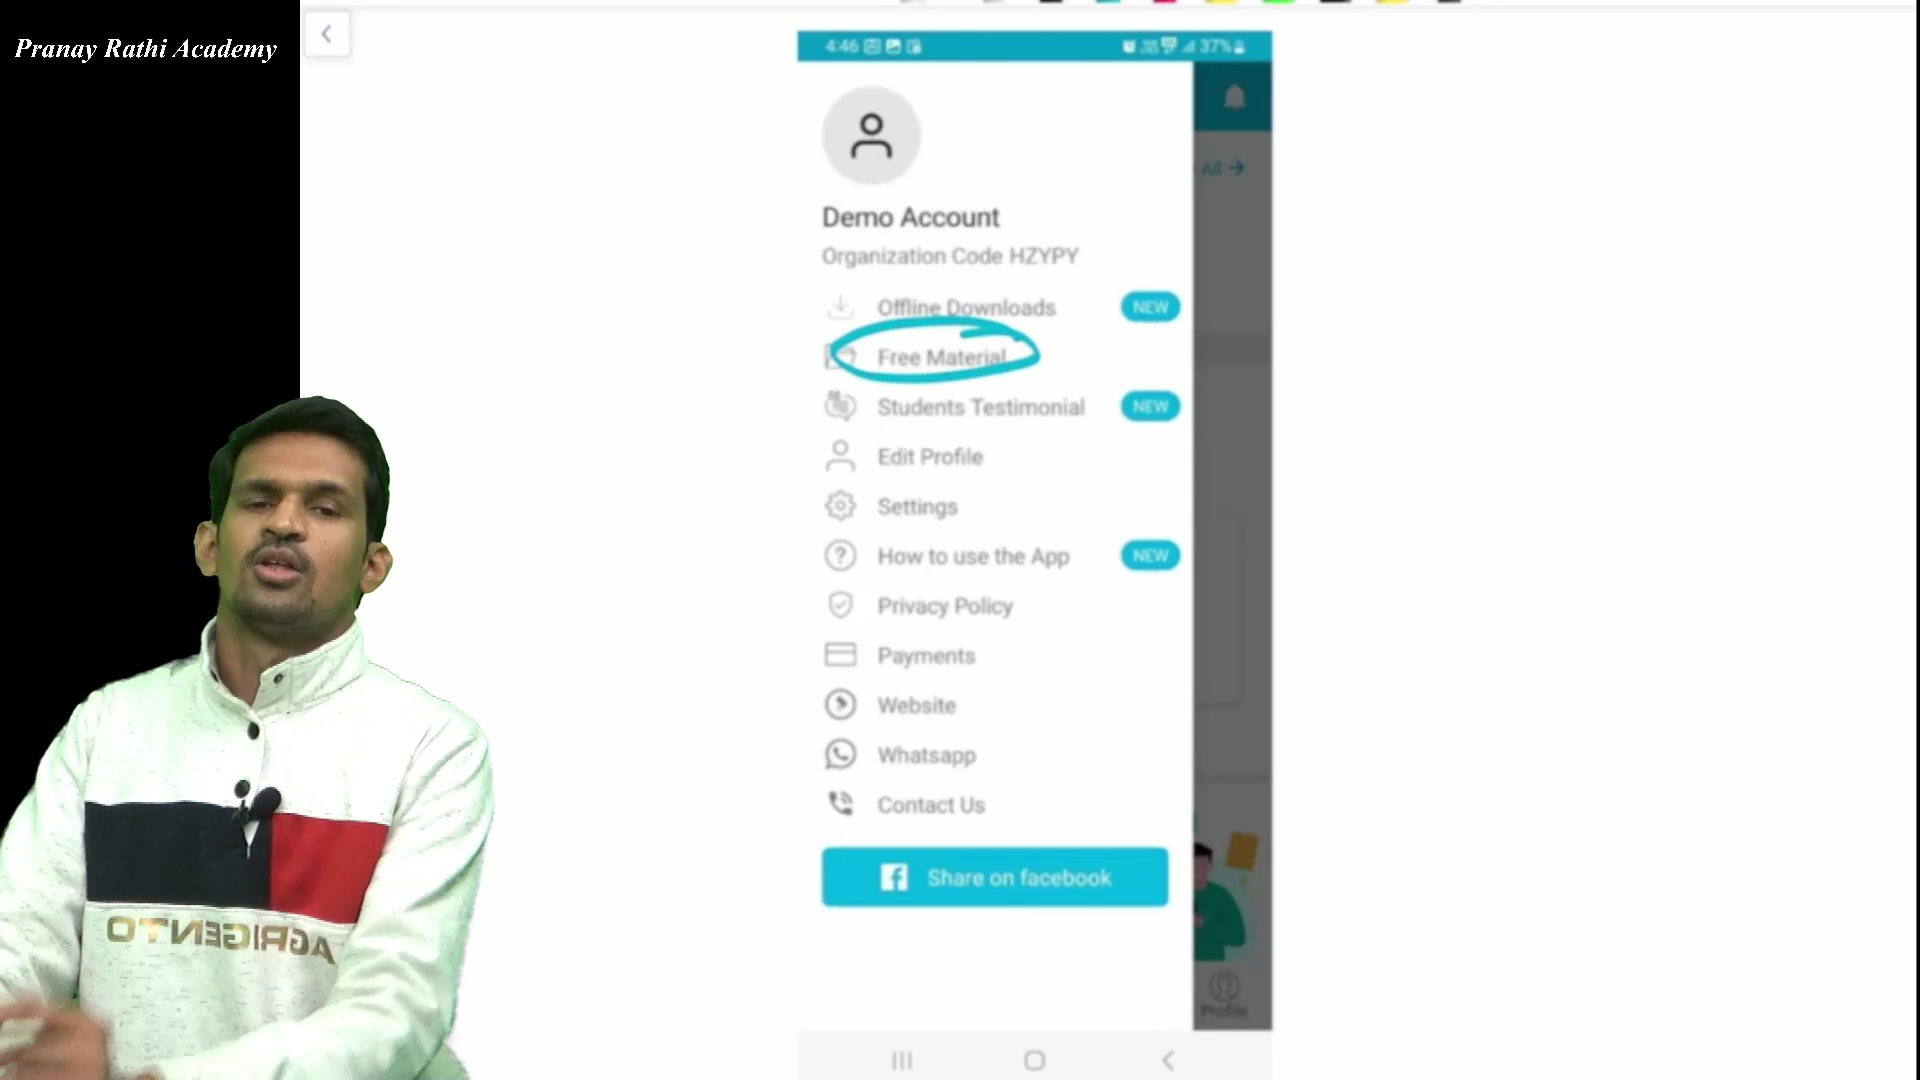 Pranay Rathi Academy
4:46
37%
All →
Demo Account
Organization Code HZYPY
Offline Downloads NEW
Free Material
Students Testimonial NEW
Edit Profile
Settings
How to use the App NEW
Privacy Policy
Payments
Website
Whatsapp
Contact Us
Share on facebook
Profile
AGRIGENTO